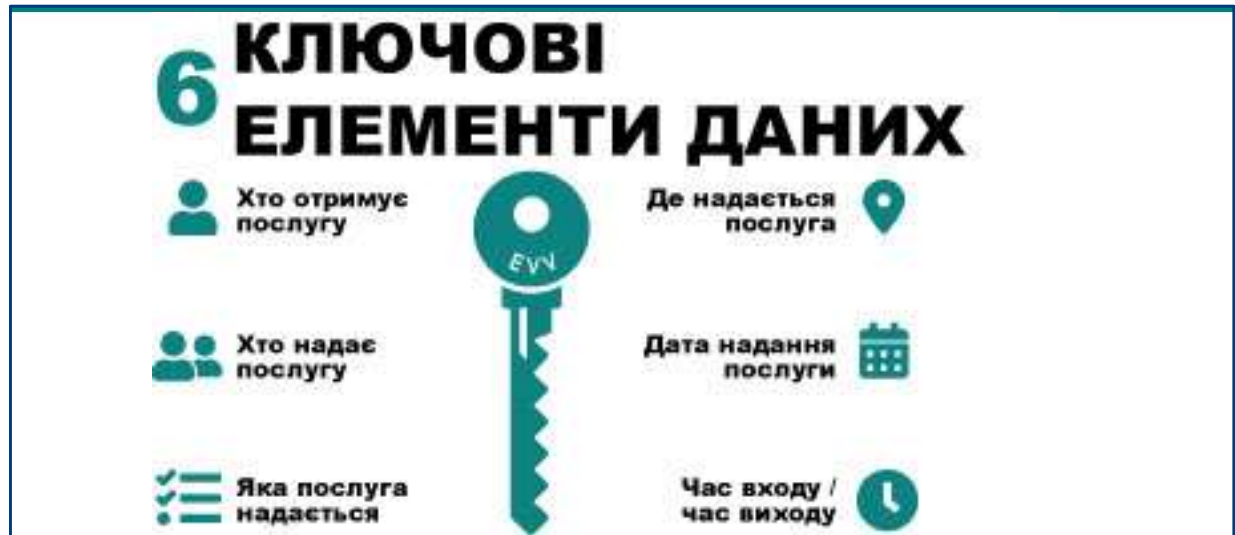 6 КЛЮЧОВІ
ЕЛЕМЕНТИ ДАНИХ
Хто отримує
послугу
Хто надає
послугу
Яка послуга
надається
EVV
Де надається
послуга
Дата надання
послуги
Час входу /
час виходу